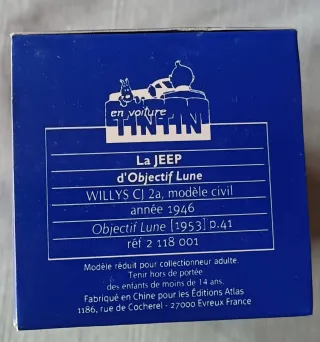 en voiture
TINTIN
La JEEP
d'Objectif Lune
WILLYS CJ 2a, modèle civil
année 1946
Objectif Lune [1953] p.41
réf 2 118 001
Modèle réduit pour collectionneur adulte.
Tenir hors de portée
des enfants de moins de 14 ans.
Fabriqué en Chine pour les Éditions Atlas
1186, rue de Cocherel - 27000 Evreux France